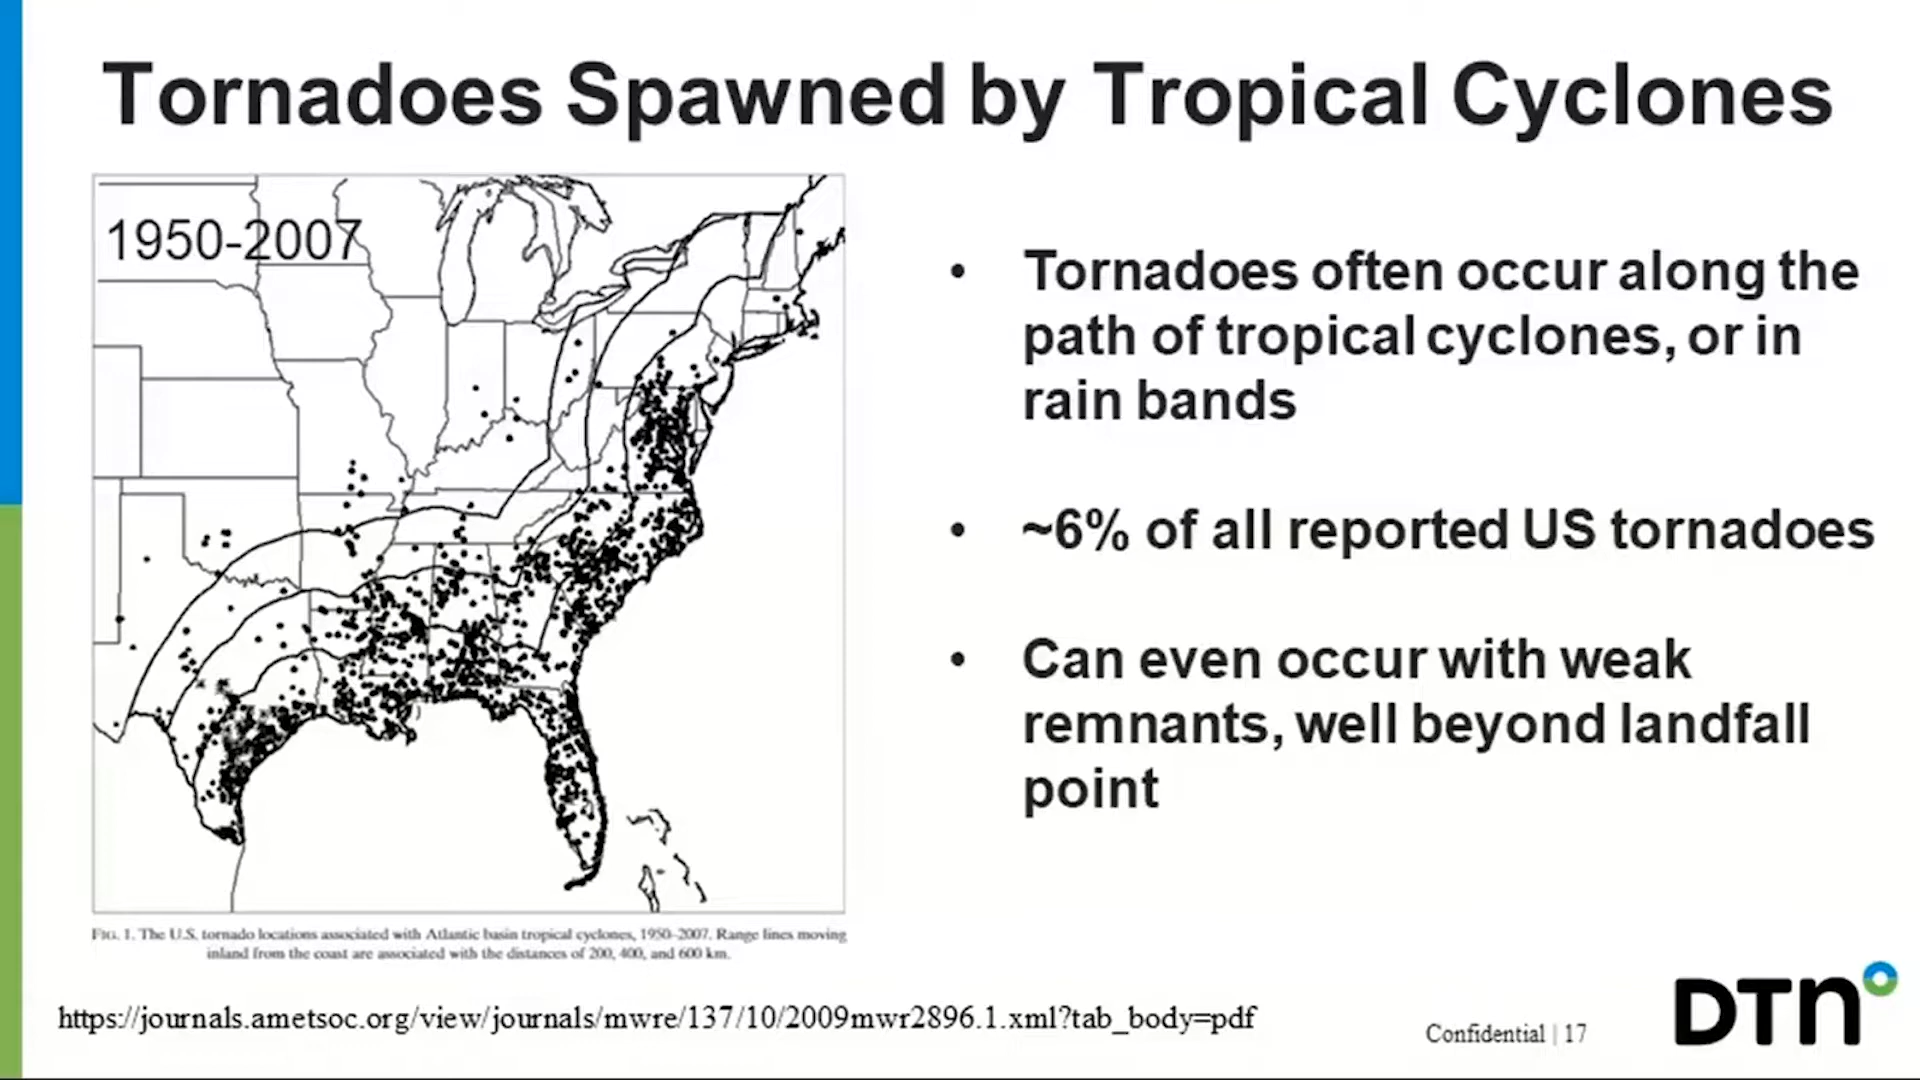 Tornadoes Spawned by Tropical Cyclones
1950-2007
FIG. 1. The U.S. tornado locations associated with Atlantic basin tropical cyclones, 1950–2007. Range lines moving
inland from the coast are associated with the distances of 200, 400, and 600 km.
• Tornadoes often occur along the
path of tropical cyclones, or in
rain bands
• ~6% of all reported US tornadoes
• Can even occur with weak
remnants, well beyond landfall
point
https://journals.ametsoc.org/view/journals/mwre/137/10/2009mwr2896.1.xml?tab_body=pdf
Confidential | 17
DTN